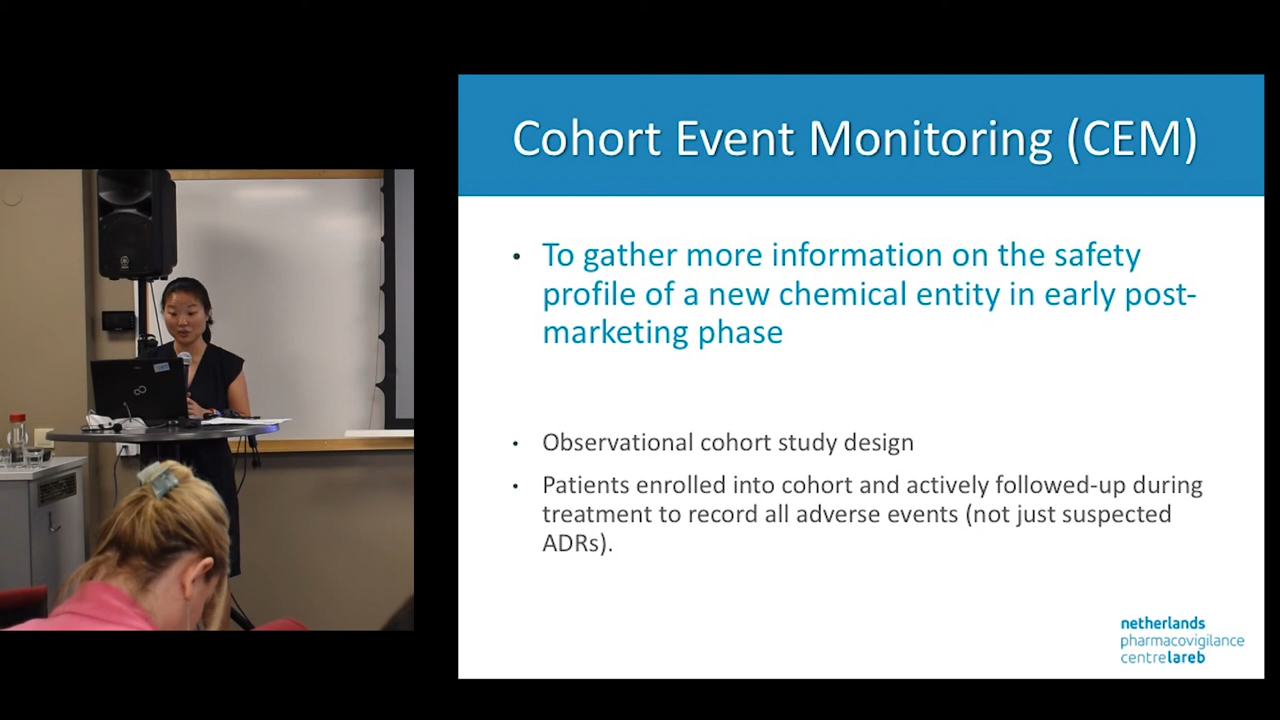 Cohort Event Monitoring (CEM)
• To gather more information on the safety
profile of a new chemical entity in early post-
marketing phase
• Observational cohort study design
• Patients enrolled into cohort and actively followed-up during
treatment to record all adverse events (not just suspected
ADRs).
netherlands
pharmacovigilance
centre lareb